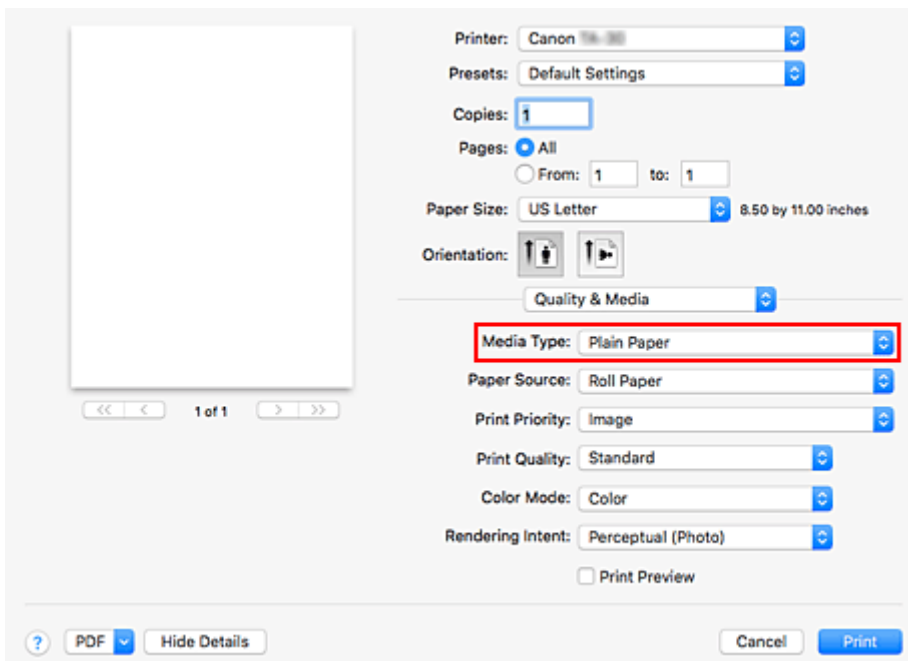 Printer: Canon
Presets: Default Settings
Copies: 1
Pages: All
From: 1 to: 1
Paper Size: US Letter 8.50 by 11.00 inches
Orientation:
Quality & Media
Media Type: Plain Paper
Paper Source: Roll Paper
<< < 1 of 1 > >>
Print Priority: Image
Print Quality: Standard
Color Mode: Color
Rendering Intent: Perceptual (Photo)
Print Preview
? PDF Hide Details Cancel Print